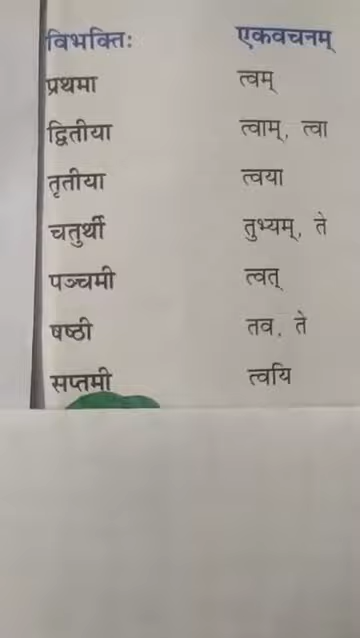 विभक्तिः एकवचनम्
प्रथमा त्वम्
द्वितीया त्वाम्, त्वा
तृतीया त्वया
चतुर्थी तुभ्यम्, ते
पञ्चमी त्वत्
षष्ठी तव, ते
सप्तमी त्वयि